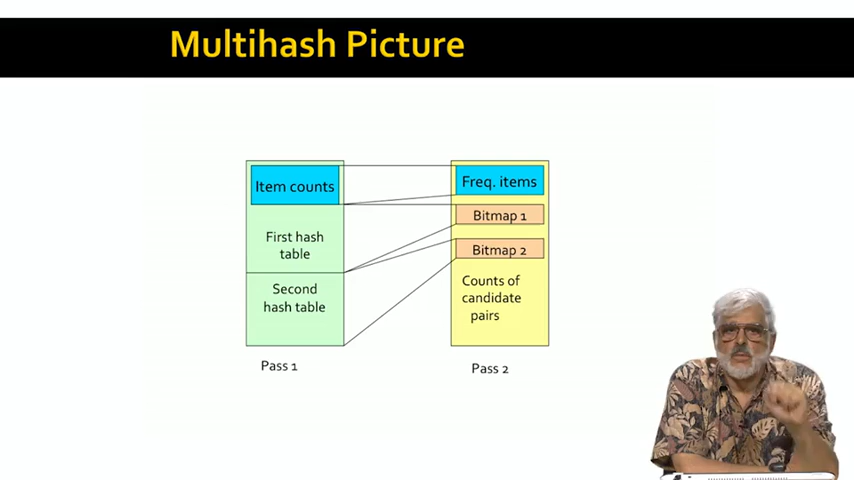 Multihash Picture
Item counts
First hash
table
Second
hash table
Pass 1
Freq. items
Bitmap 1
Bitmap 2
Counts of
candidate
pairs
Pass 2